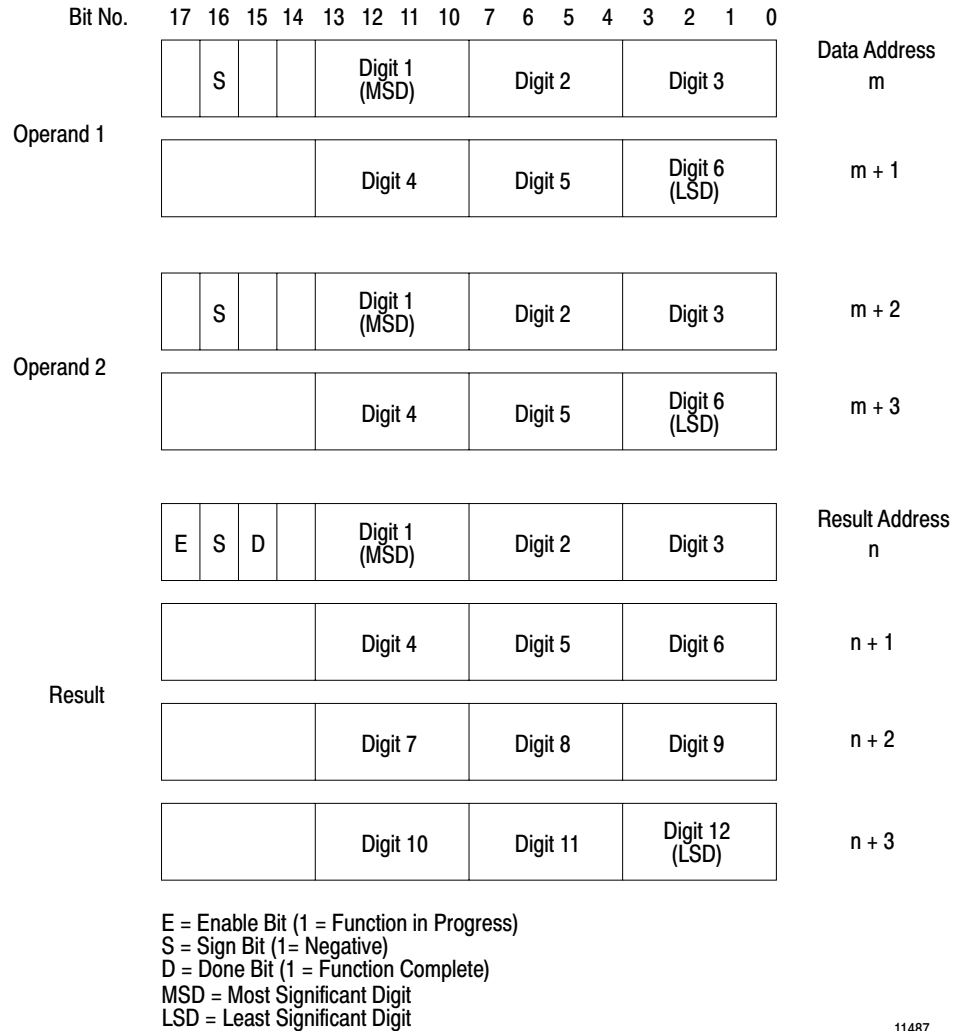 Bit No. 17 16 15 14 13 12 11 10 7 6 5 4 3 2 1 0
Data Address
S Digit 1 Digit 2 Digit 3 m
(MSD)
Operand 1
Digit 4 Digit 5 Digit 6 m + 1
(LSD)
S Digit 1 Digit 2 Digit 3 m + 2
(MSD)
Operand 2
Digit 4 Digit 5 Digit 6 m + 3
(LSD)
Result Address
E S D Digit 1 Digit 2 Digit 3 n
(MSD)
Digit 4 Digit 5 Digit 6 n + 1
Result
Digit 7 Digit 8 Digit 9 n + 2
Digit 10 Digit 11 Digit 12 n + 3
(LSD)
E = Enable Bit (1 = Function in Progress)
S = Sign Bit (1= Negative)
D = Done Bit (1 = Function Complete)
MSD = Most Significant Digit
LSD = Least Significant Digit
11487